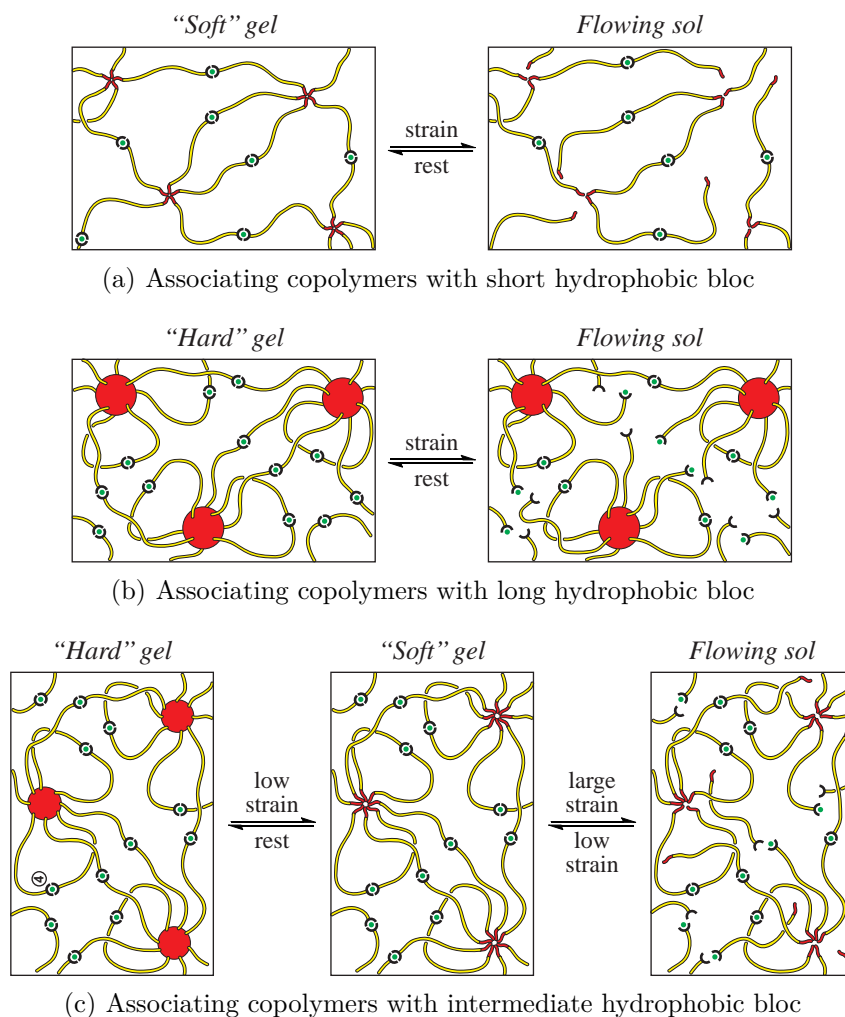 “Soft” gel
Flowing sol
strain
rest
(a) Associating copolymers with short hydrophobic bloc
“Hard” gel
Flowing sol
strain
rest
(b) Associating copolymers with long hydrophobic bloc
“Hard” gel
“Soft” gel
Flowing sol
low
strain
rest
large
strain
low
strain
4
(c) Associating copolymers with intermediate hydrophobic bloc